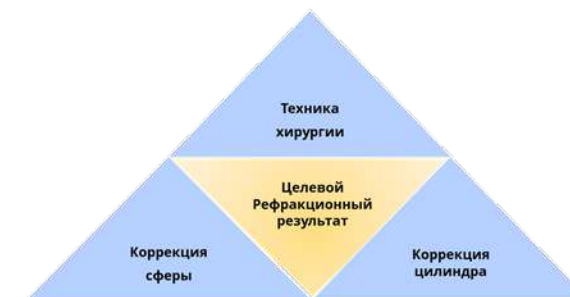 Техника
хирургии
Целевой
Рефракционный
результат
Коррекция
сферы
Коррекция
цилиндра